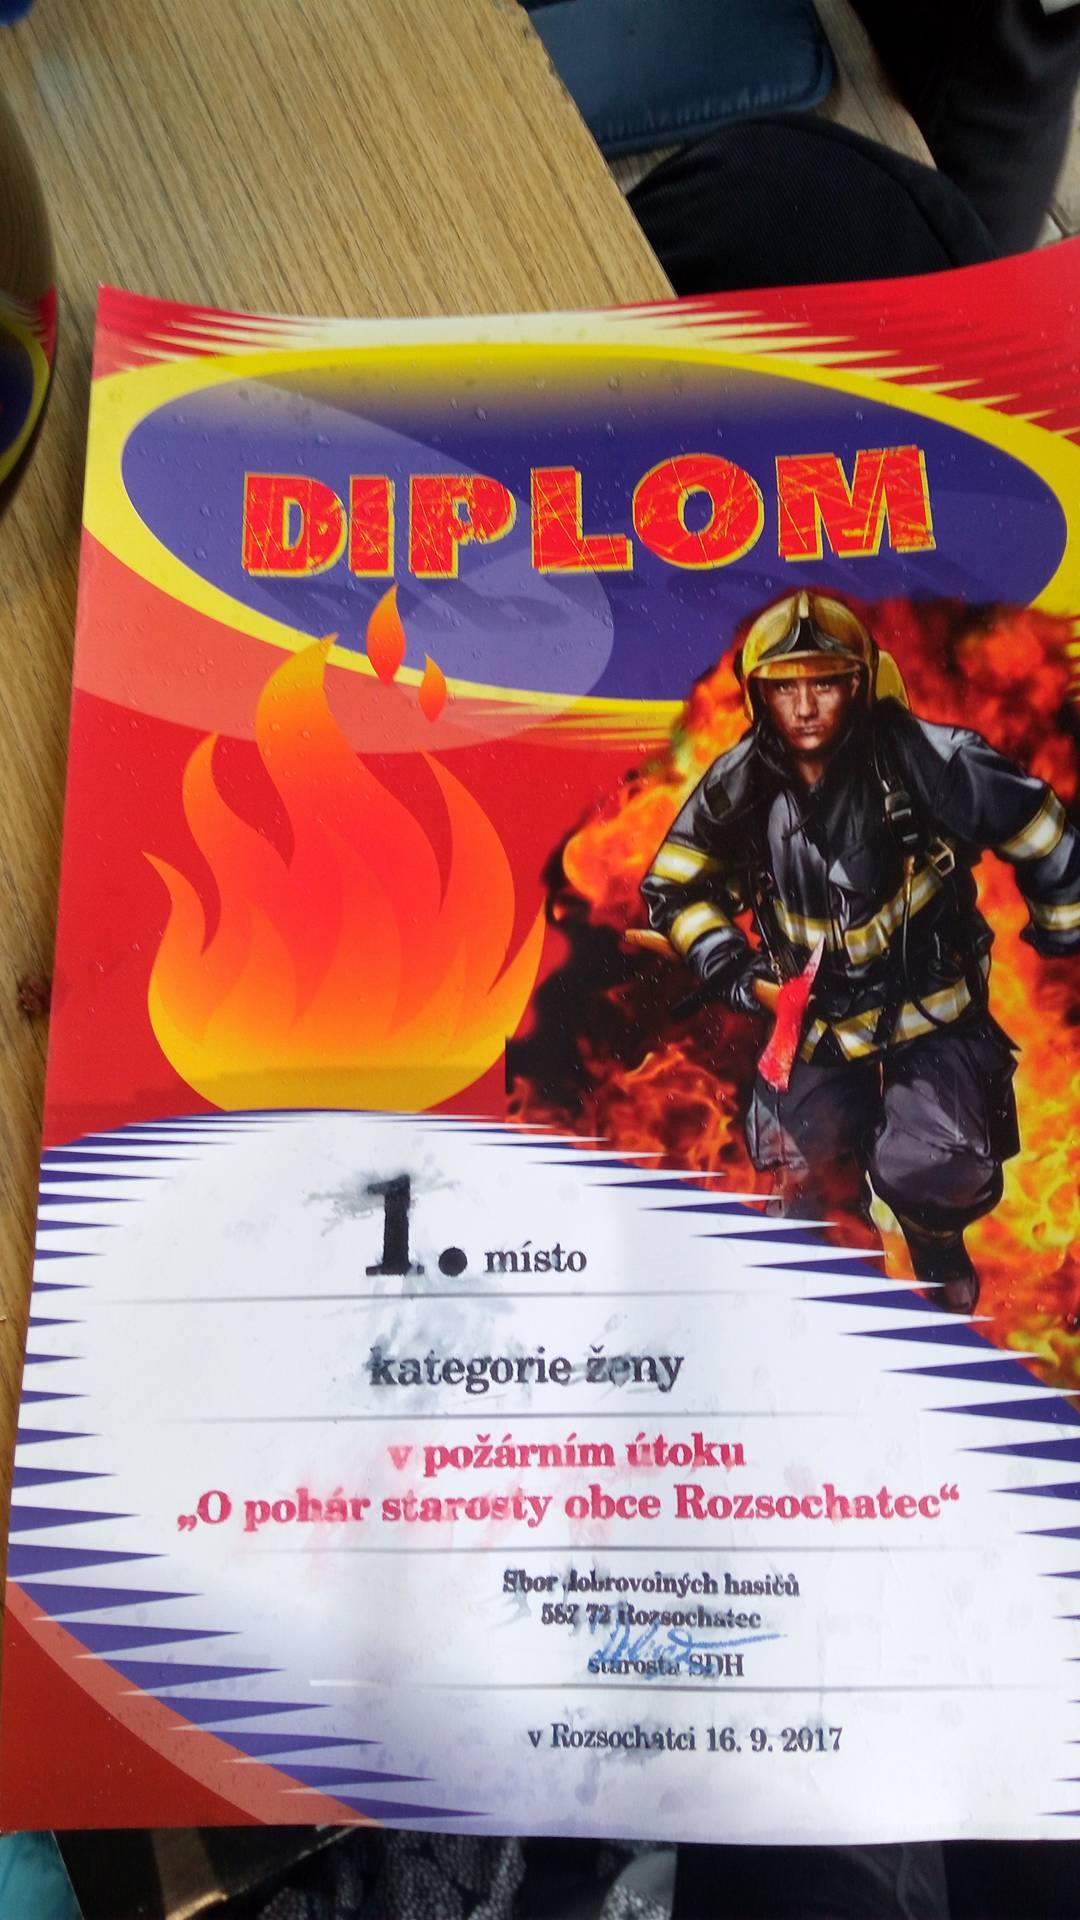 DIPLOM
1. místo
kategorie ženy
v požárním útoku
„O pohár starosty obce Rozsochatec“
Sbor dobrovolných hasičů
582 72 Rozsochatec
starosta SDH
v Rozsochatci 16. 9. 2017